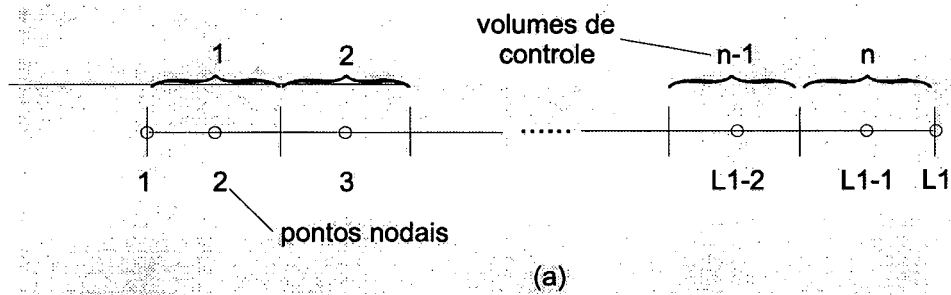 volumes de
controle
1 2 n-1 n
1 2 3 L1-2 L1-1 L1
pontos nodais
(a)